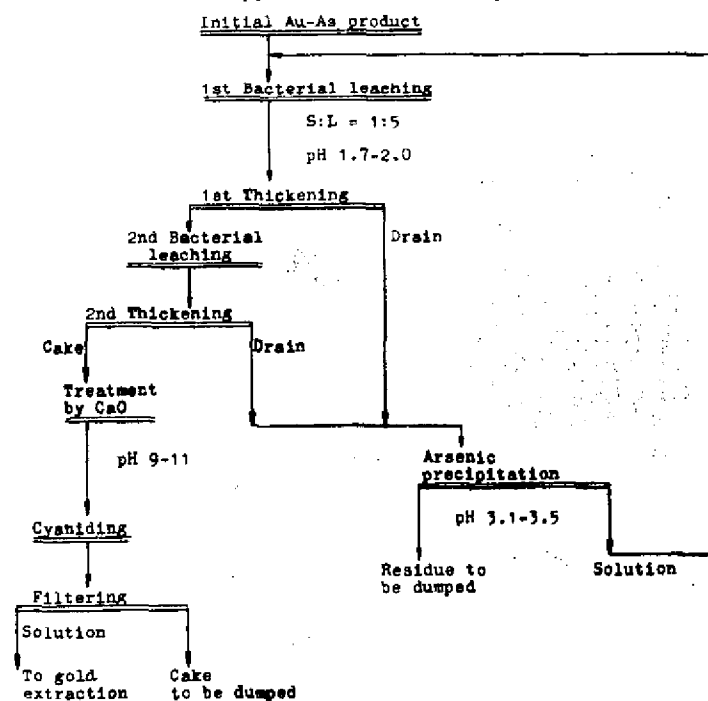 Initial Au-As product
1st Bacterial leaching
S:L = 1:5
pH 1.7-2.0
1st Thickening
2nd Bacterial
leaching
Drain
2nd Thickening
Cake
Drain
Treatment
by CaO
pH 9-11
Arsenic
precipitation
pH 3.1-3.5
Cyaniding
Residue to
be dumped
Solution
Filtering
Solution
To gold
extraction
Cake
to be dumped